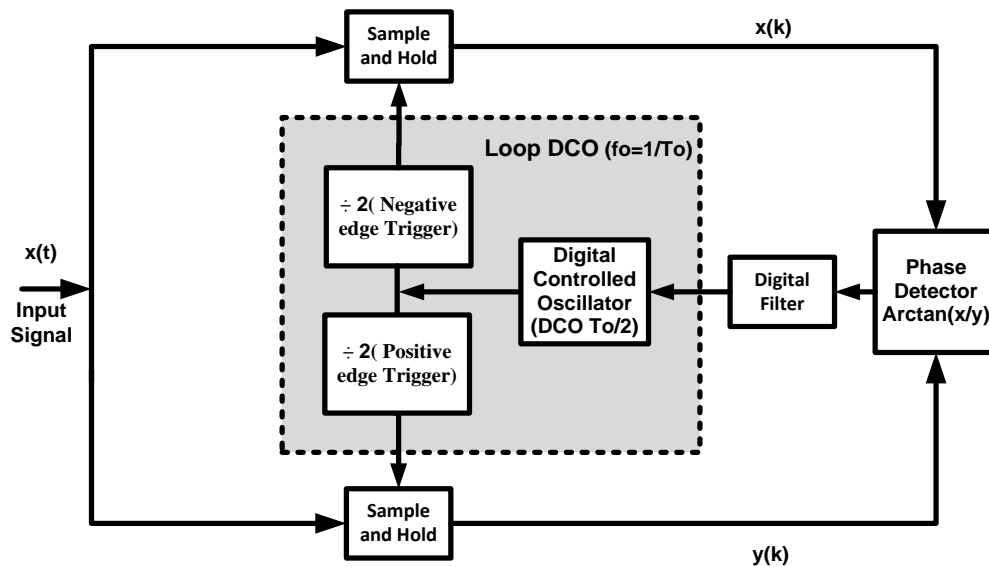 Sample
and Hold
x(k)
Loop DCO (fo=1/To)
÷ 2( Negative
edge Trigger)
x(t)
Input
Signal
Digital
Controlled
Oscillator
(DCO To/2)
Digital
Filter
Phase
Detector
Arctan(x/y)
÷ 2( Positive
edge Trigger)
Sample
and Hold
y(k)